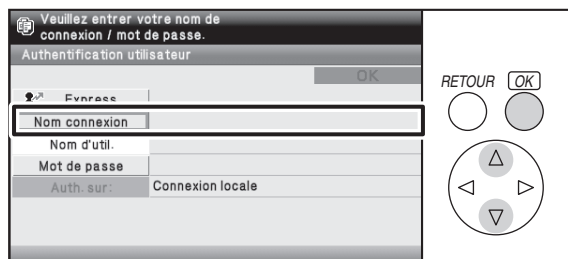 Veuillez entrer votre nom de
connexion / mot de passe.
Authentification utilisateur
OK
Express
Nom connexion
Nom d'util.
Mot de passe
Auth. sur: Connexion locale
RETOUR OK